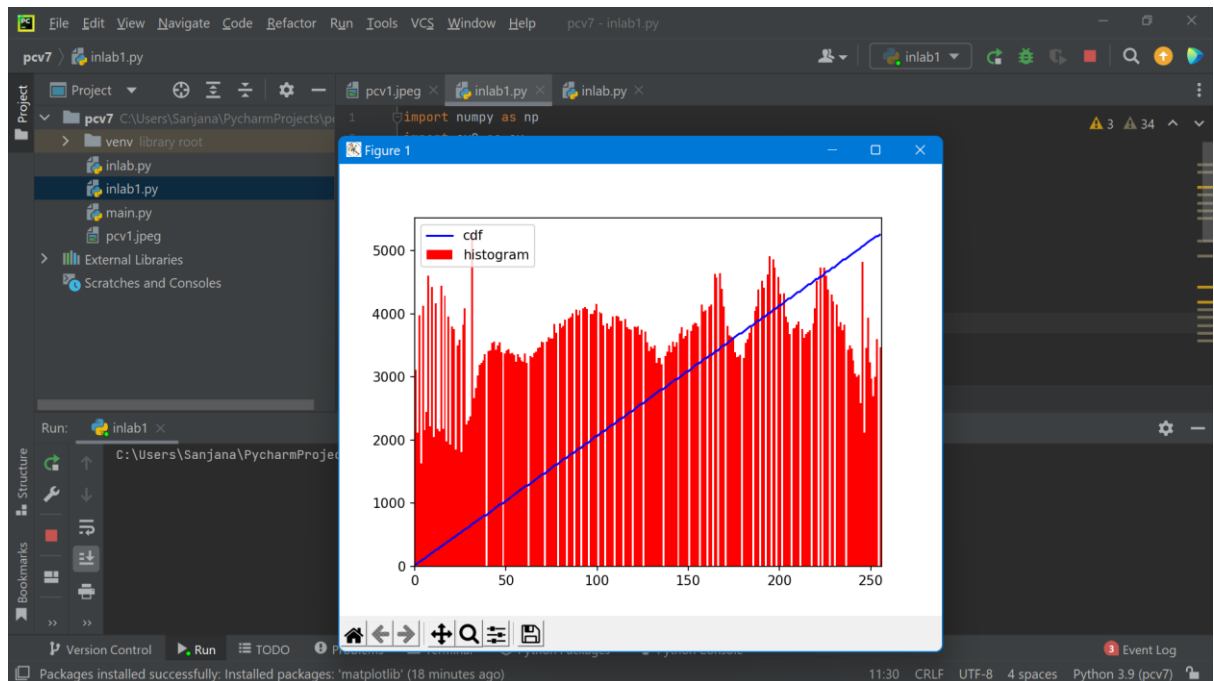 File Edit View Navigate Code Refactor Run Tools VCS Window Help pcv7 - inlab1.py
pcv7 inlab1.py inlab1
Project pcv1.jpeg inlab1.py inlab.py
Project
pcv7 C:\Users\Sanjana\PycharmProjects\
1 import numpy as np
3 34
venv library root
inlab.py
inlab1.py
main.py
pcv1.jpeg
External Libraries
Scratches and Consoles
Figure 1
cdf
histogram
5000
4000
3000
2000
1000
0
0 50 100 150 200 250
Run: inlab1
C:\Users\Sanjana\PycharmProje
Structure
Bookmarks
Version Control Run TODO
3 Event Log
Packages installed successfully: Installed packages: 'matplotlib' (18 minutes ago) 11:30 CRLF UTF-8 4 spaces Python 3.9 (pcv7)